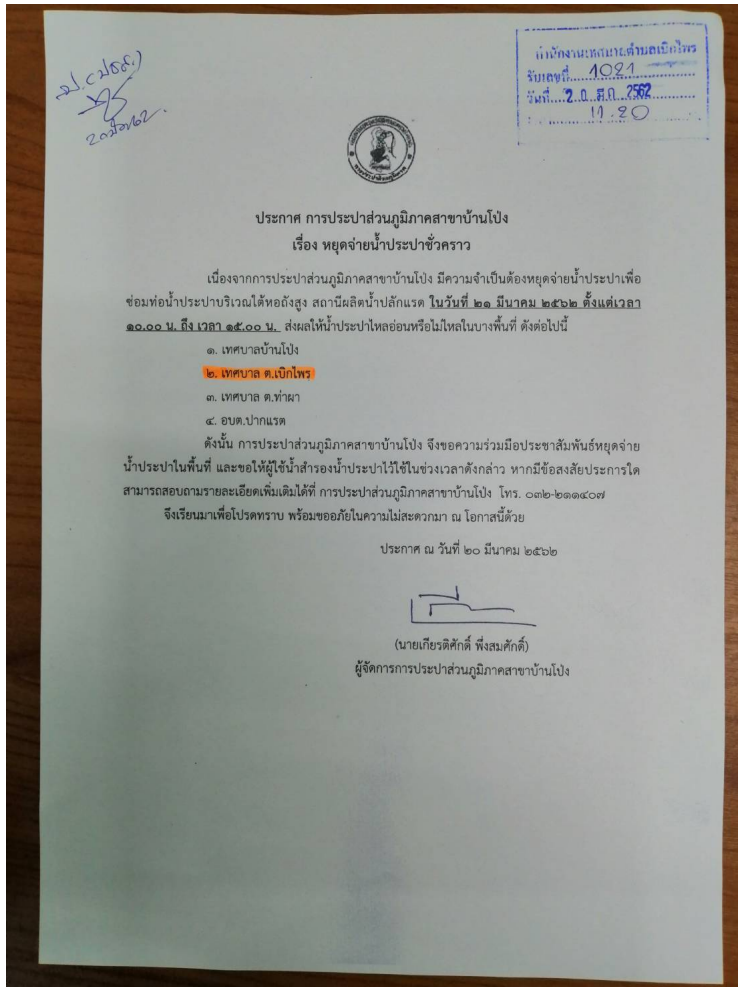 สำนักงานเทศบาลตำบลเบิกไพร
รับเลขที่ 1021
วันที่ 20 มี.ค. 2562
11.20
ประกาศ การประปาส่วนภูมิภาคสาขาบ้านโป่ง
เรื่อง หยุดจ่ายน้ำประปาชั่วคราว
เนื่องจากการประปาส่วนภูมิภาคสาขาบ้านโป่ง มีความจำเป็นต้องหยุดจ่ายน้ำประปาเพื่อ
ซ่อมท่อน้ำประปาบริเวณใต้หอถังสูง สถานีผลิตน้ำปลักแรต ในวันที่ ๒๑ มีนาคม ๒๕๖๒ ตั้งแต่เวลา
๑๐.๐๐ น. ถึง เวลา ๑๕.๐๐ น. ส่งผลให้น้ำประปาไหลอ่อนหรือไม่ไหลในบางพื้นที่ ดังต่อไปนี้
๑. เทศบาลบ้านโป่ง
๒. เทศบาล ต.เบิกไพร
๓. เทศบาล ต.ท่าผา
๔. อบต.ปากแรต
ดังนั้น การประปาส่วนภูมิภาคสาขาบ้านโป่ง จึงขอความร่วมมือประชาสัมพันธ์หยุดจ่าย
น้ำประปาในพื้นที่ และขอให้ผู้ใช้น้ำสำรองน้ำประปาไว้ใช้ในช่วงเวลาดังกล่าว หากมีข้อสงสัยประการใด
สามารถสอบถามรายละเอียดเพิ่มเติมได้ที่ การประปาส่วนภูมิภาคสาขาบ้านโป่ง โทร. ๐๓๒-๒๑๑๔๐๗
จึงเรียนมาเพื่อโปรดทราบ พร้อมขออภัยในความไม่สะดวกมา ณ โอกาสนี้ด้วย
ประกาศ ณ วันที่ ๒๐ มีนาคม ๒๕๖๒
(นายเกียรติศักดิ์ พึ่งสมศักดิ์)
ผู้จัดการการประปาส่วนภูมิภาคสาขาบ้านโป่ง